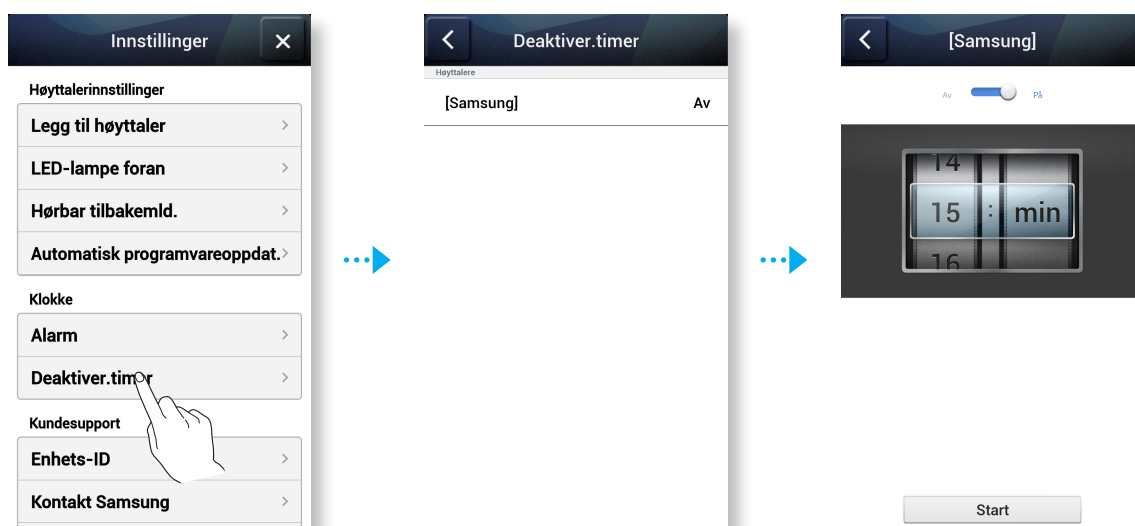 Innstillinger
Høyttalerinnstillinger
Legg til høyttaler
LED-lampe foran
Hørbar tilbakemld.
Automatisk programvareoppdat.
Klokke
Alarm
Deaktiver.timer
Kundesupport
Enhets-ID
Kontakt Samsung
Deaktiver.timer
Høyttalere
[Samsung] Av
[Samsung]
Av På
14
15 : min
16
Start